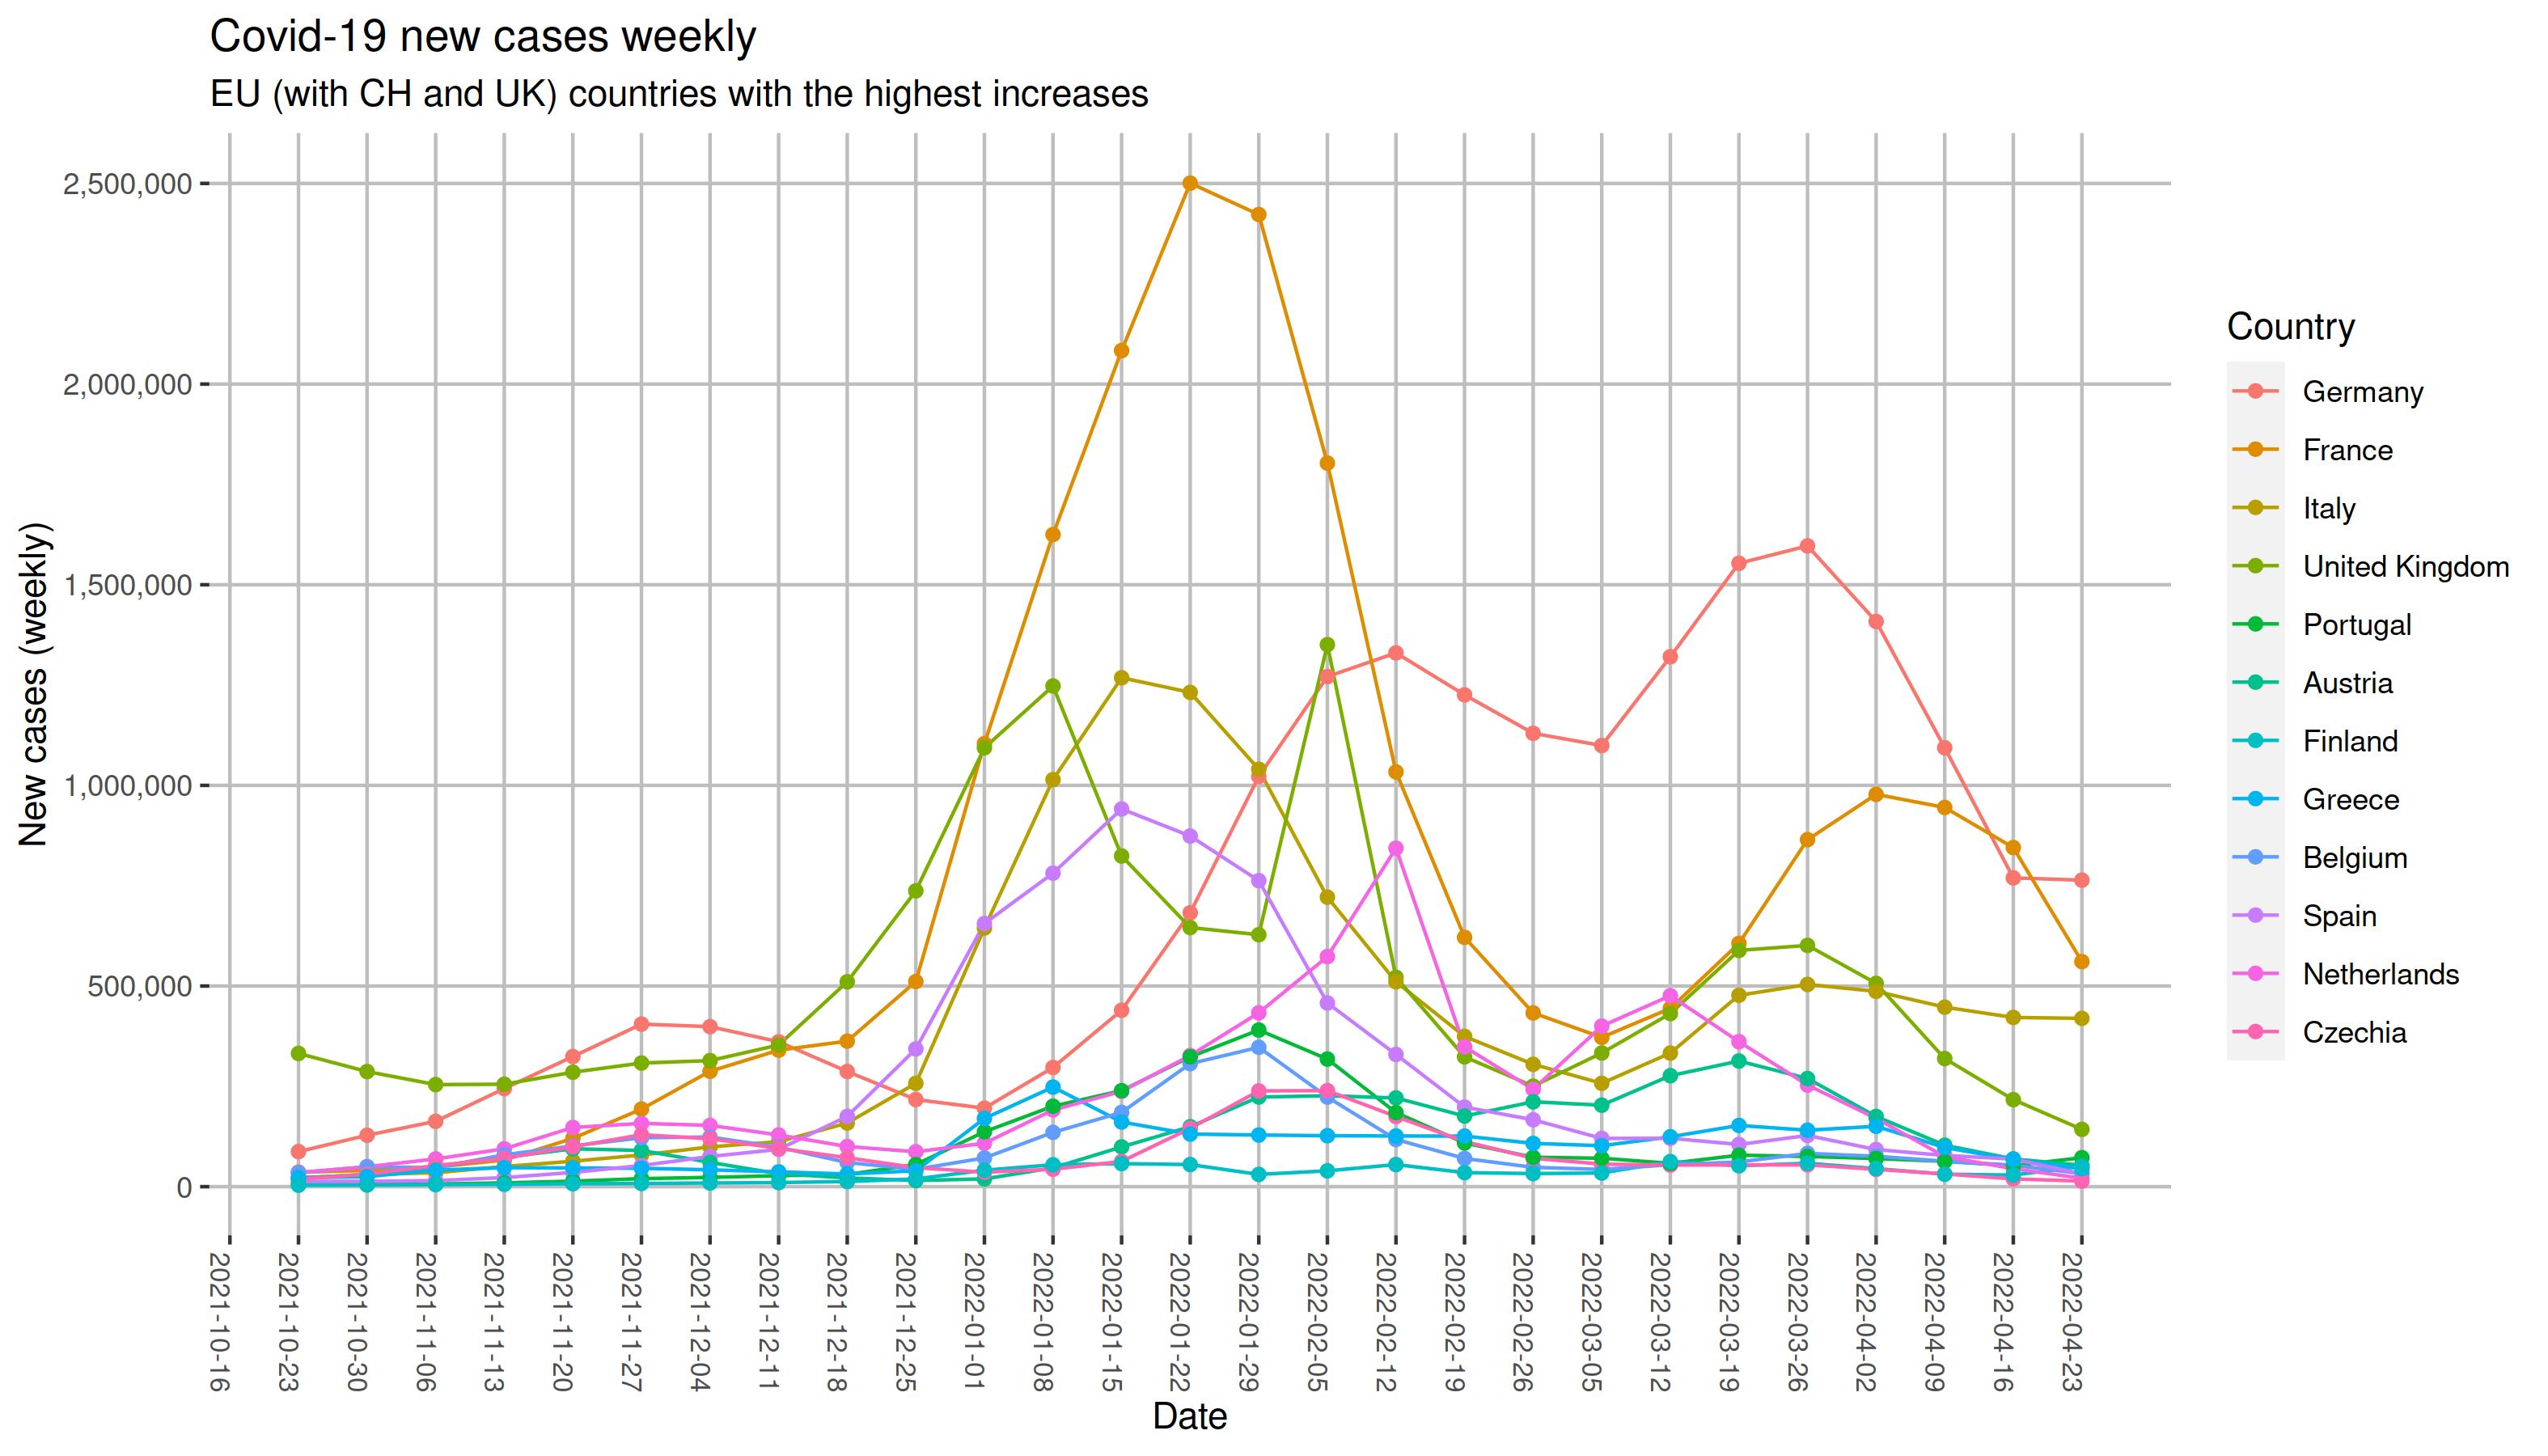 Covid-19 new cases weekly
EU (with CH and UK) countries with the highest increases
New cases (weekly)
2,500,000
2,000,000
1,500,000
1,000,000
500,000
0
2021-10-16
2021-10-23
2021-10-30
2021-11-06
2021-11-13
2021-11-20
2021-11-27
2021-12-04
2021-12-11
2021-12-18
2021-12-25
2022-01-01
2022-01-08
2022-01-15
2022-01-22
2022-01-29
2022-02-05
2022-02-12
2022-02-19
2022-02-26
2022-03-05
2022-03-12
2022-03-19
2022-03-26
2022-04-02
2022-04-09
2022-04-16
2022-04-23
Date
Country
Germany
France
Italy
United Kingdom
Portugal
Austria
Finland
Greece
Belgium
Spain
Netherlands
Czechia